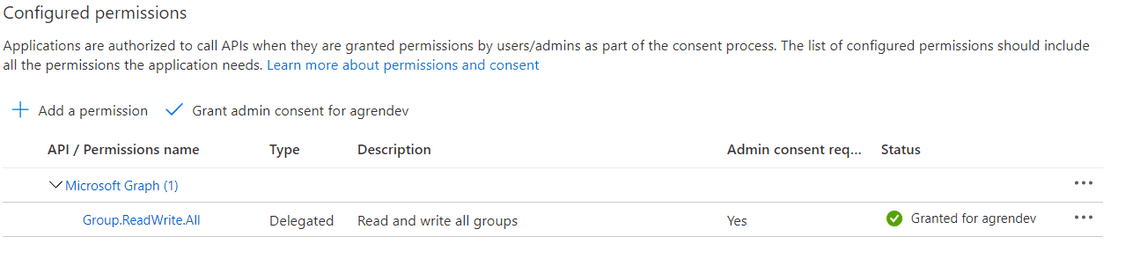 Configured permissions
Applications are authorized to call APIs when they are granted permissions by users/admins as part of the consent process. The list of configured permissions should include
all the permissions the application needs. Learn more about permissions and consent
Add a permission Grant admin consent for agrendev
API / Permissions name Type Description Admin consent req... Status
Microsoft Graph (1)
Group.ReadWrite.All Delegated Read and write all groups Yes Granted for agrendev